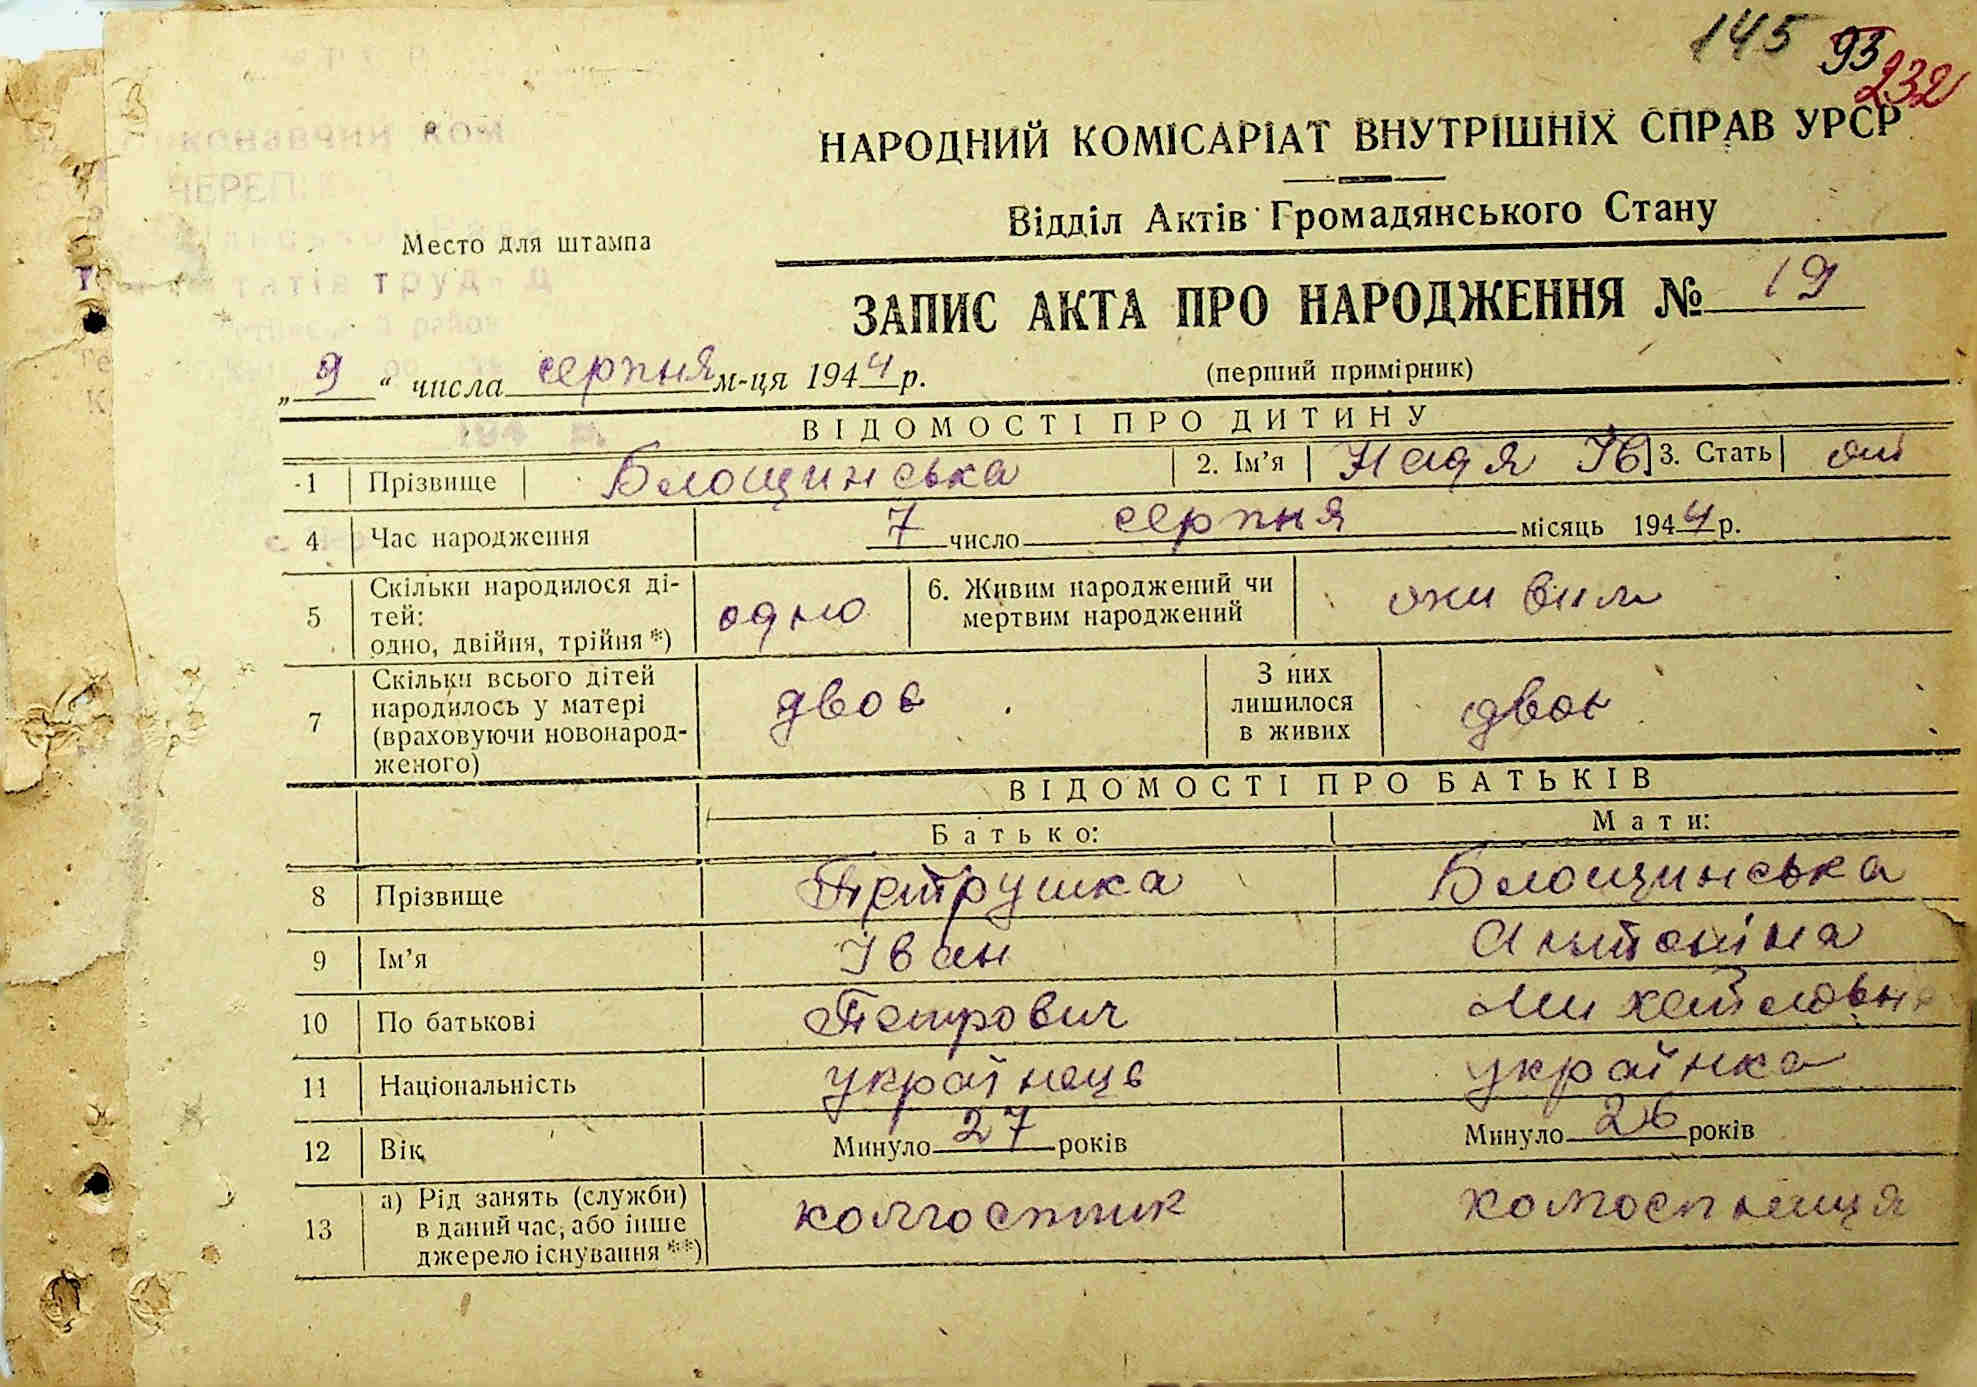 145 93 232
НАРОДНИЙ КОМІСАРІАТ ВНУТРІШНІХ СПРАВ УРСР
Відділ Актів Громадянського Стану
конавчий ком
ЧЕРЕП
Место для штампа
татів труд
ЗАПИС АКТА ПРО НАРОДЖЕННЯ № 19
(перший примірник)
„ 9 “ числа серпня м-ця 1944 р.
194 р.
ВІДОМОСТІ ПРО ДИТИНУ
1 Прізвище Блощинська 2. Ім’я Надя Ів 3. Стать жін
4 Час народження 7 число серпня місяць 1944 р.
5 Скільки народилося ді-
тей:
одно, двійня, трійня *) одно 6. Живим народжений чи
мертвим народжений живим
7 Скільки всього дітей
народилось у матері
(враховуючи новонарод-
женого) двоє З них
лишилося
в живих двоє
ВІДОМОСТІ ПРО БАТЬКІВ
Батько: Мати:
8 Прізвище Петрушка Блощинська
9 Ім’я Іван Антоніна
10 По батькові Петрович Михайловна
11 Національність українець українка
12 Вік Минуло 27 років Минуло 26 років
13 а) Рід занять (служби)
в даний час, або інше
джерело існування **) колгоспник колгоспниця